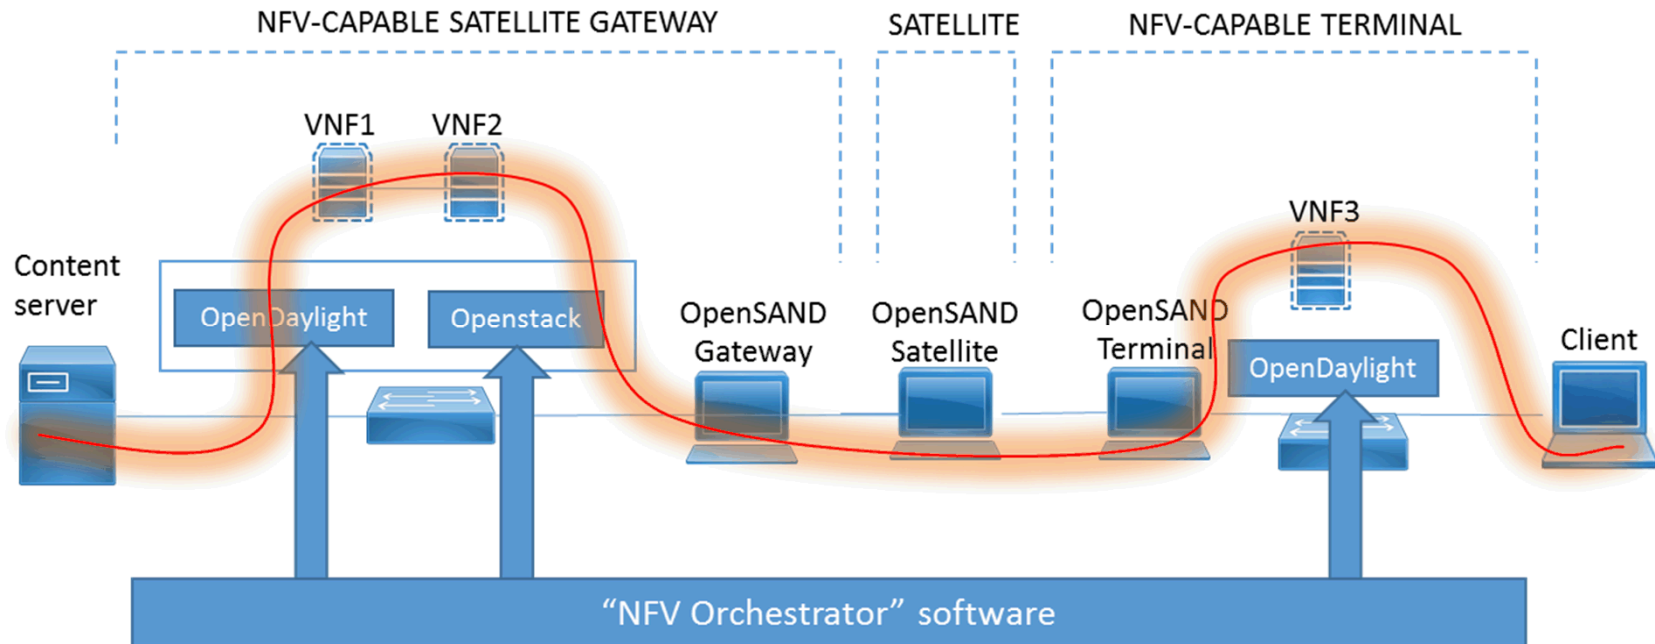 NFV-CAPABLE SATELLITE GATEWAY
SATELLITE
NFV-CAPABLE TERMINAL
VNF1
VNF2
VNF3
Content
server
OpenDaylight
Openstack
OpenSAND
Gateway
OpenSAND
Satellite
OpenSAND
Terminal
OpenDaylight
Client
“NFV Orchestrator” software